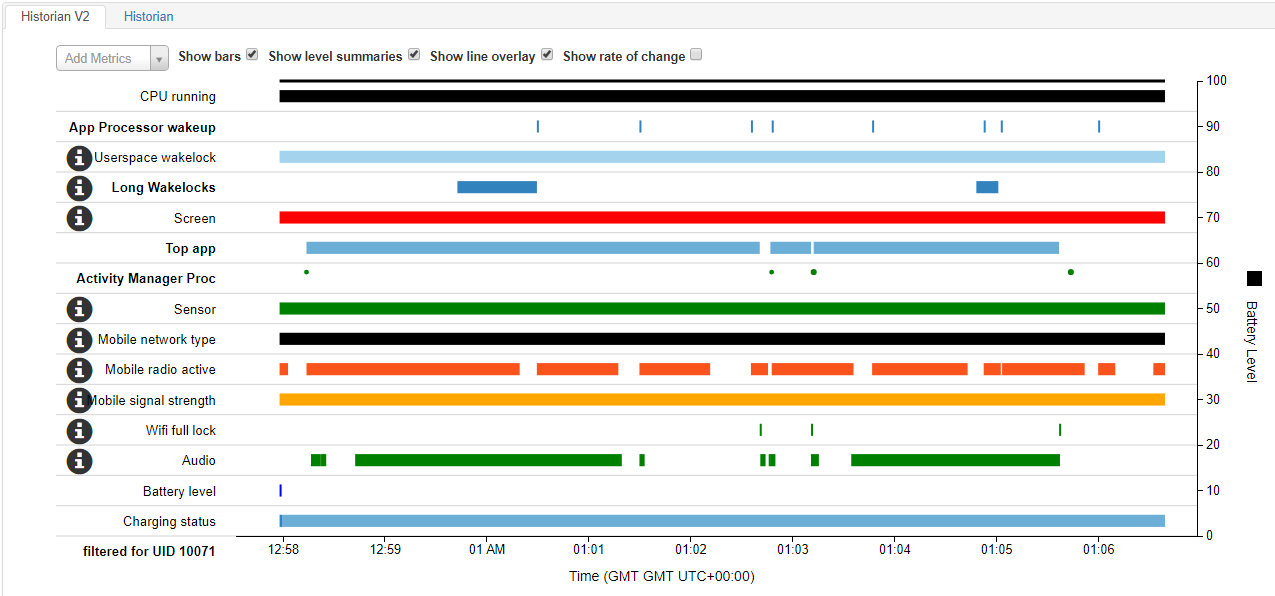 Historian V2 Historian
Add Metrics Show bars Show level summaries Show line overlay Show rate of change
100
CPU running
App Processor wakeup 90
Userspace wakelock
80
Long Wakelocks
Screen 70
Top app
60
Activity Manager Proc
Battery Level
Sensor 50
Mobile network type
40
Mobile radio active
Mobile signal strength 30
Wifi full lock
20
Audio
Battery level 10
Charging status
0
filtered for UID 10071 12:58 12:59 01 AM 01:01 01:02 01:03 01:04 01:05 01:06
Time (GMT GMT UTC+00:00)